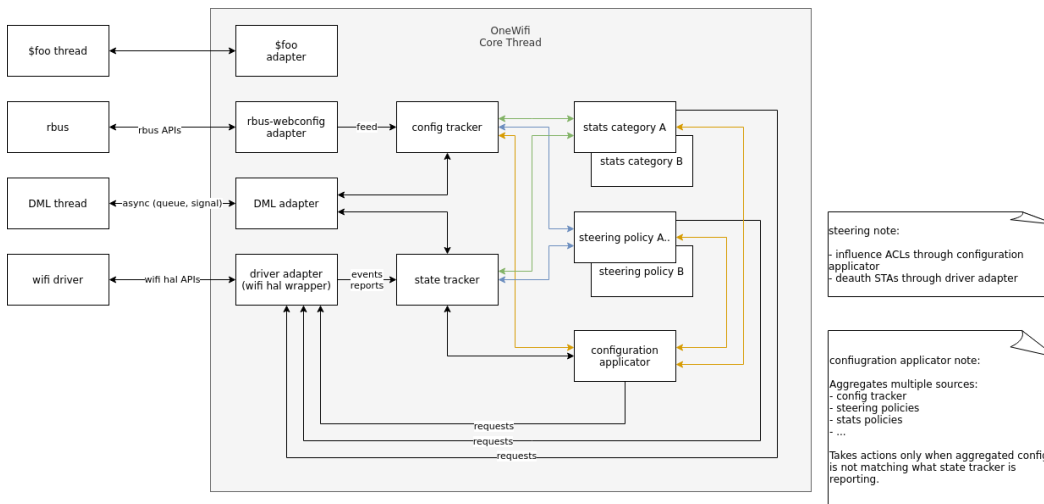 OneWifi
Core Thread
$foo thread
$foo
adapter
rbus
rbus APIs
rbus-webconfig
adapter
feed
config tracker
stats category A
stats category B
DML thread
async (queue, signal)
DML adapter
steering policy A..
steering policy B
wifi driver
wifi hal APIs
driver adapter
(wifi hal wrapper)
events
reports
state tracker
configuration
applicator
requests
requests
requests
steering note:
- influence ACLs through configuration
applicator
- deauth STAs through driver adapter
confiugration applicator note:
Aggregates multiple sources:
- config tracker
- steering policies
- stats policies
- ...
Takes actions only when aggregated config
is not matching what state tracker is
reporting.